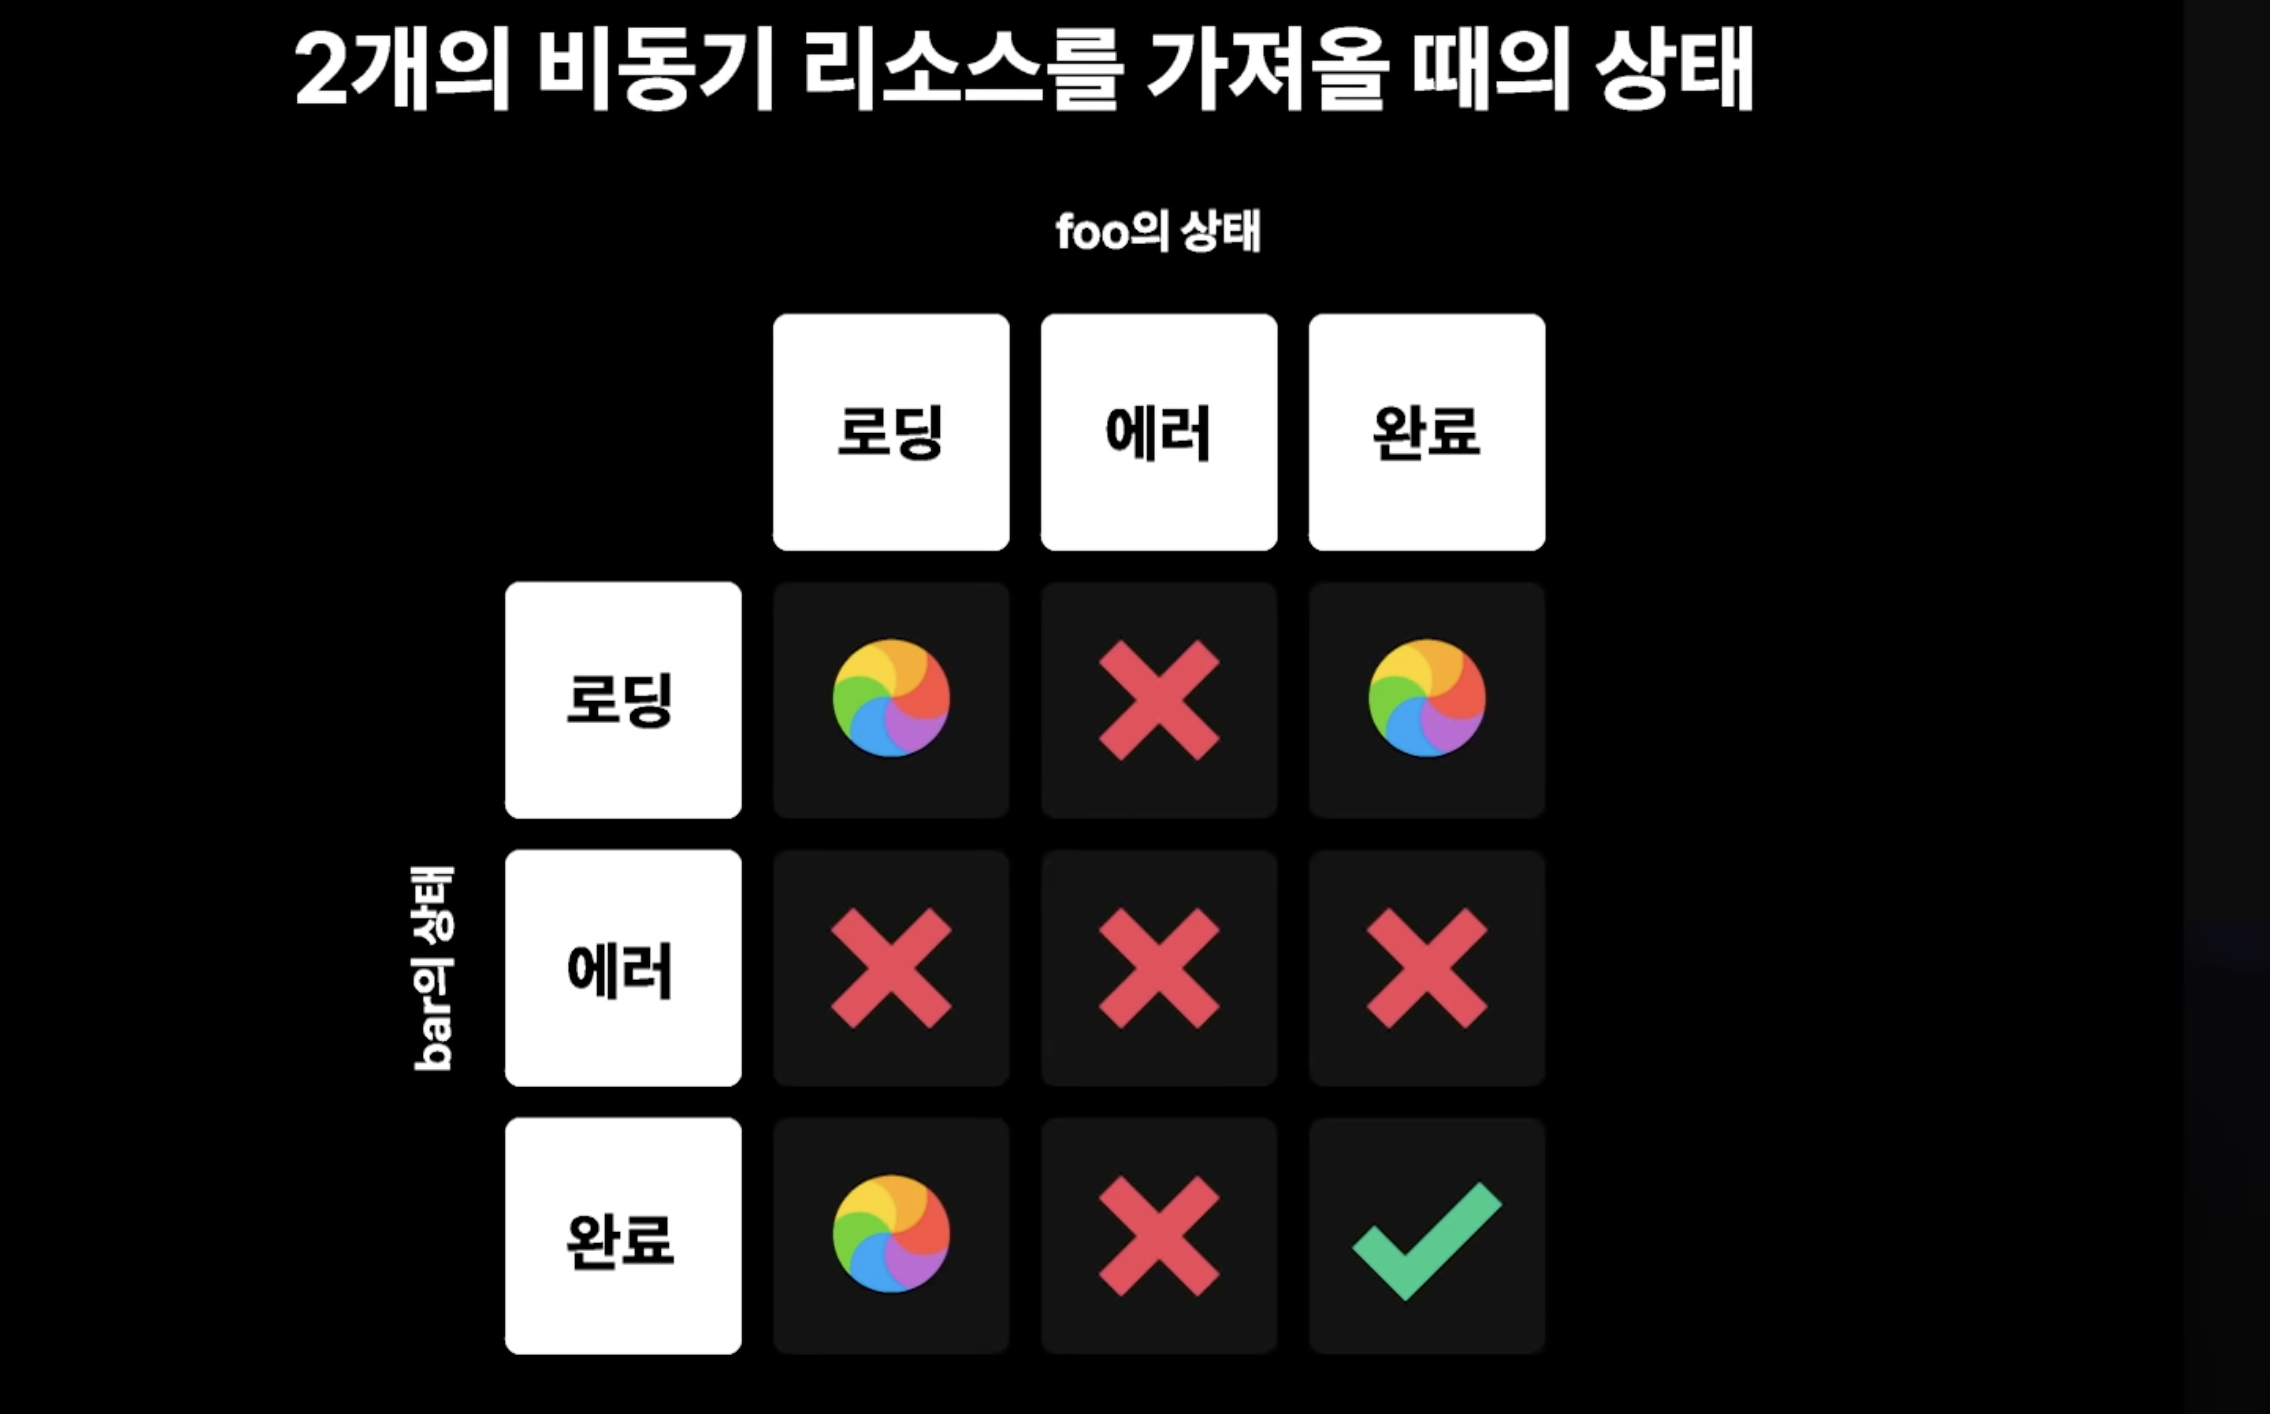 2개의 비동기 리소스를 가져올 때의 상태
foo의 상태
로딩
에러
완료
로딩
bar의 상태
에러
완료